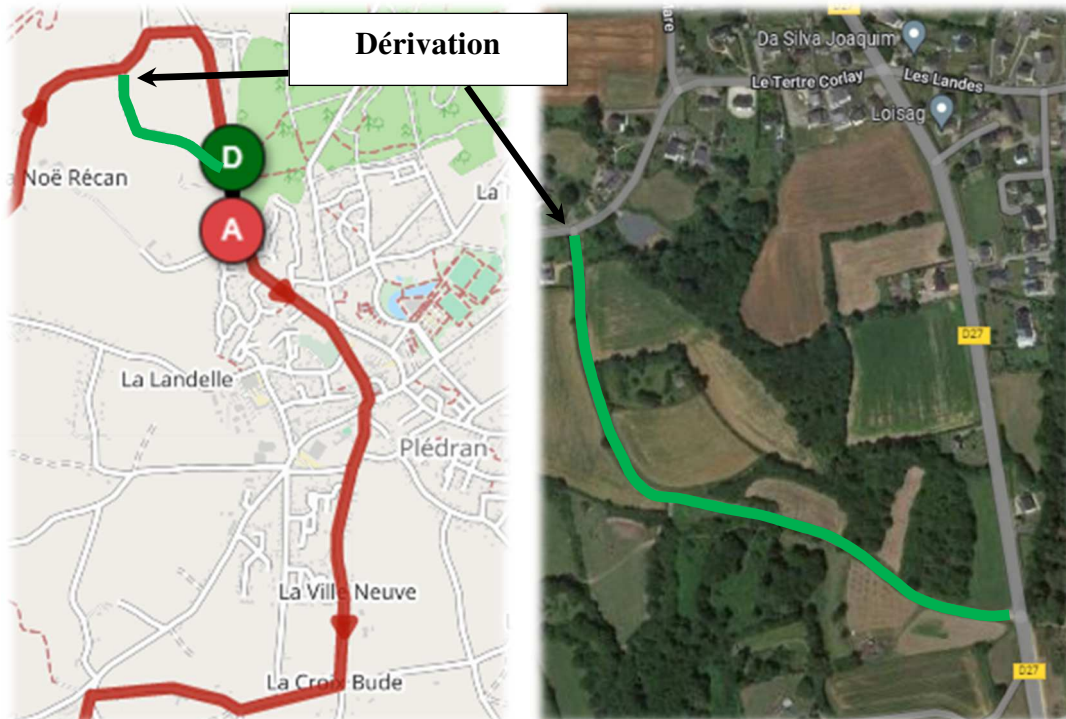 Dérivation
D
A
Noë Récan
La
La Landelle
Plédran
La Ville Neuve
La Croix Bude
D27
Mare
Da Silva Joaquim
Le Tertre Corlay
Les Landes
Loisag
D27
D27